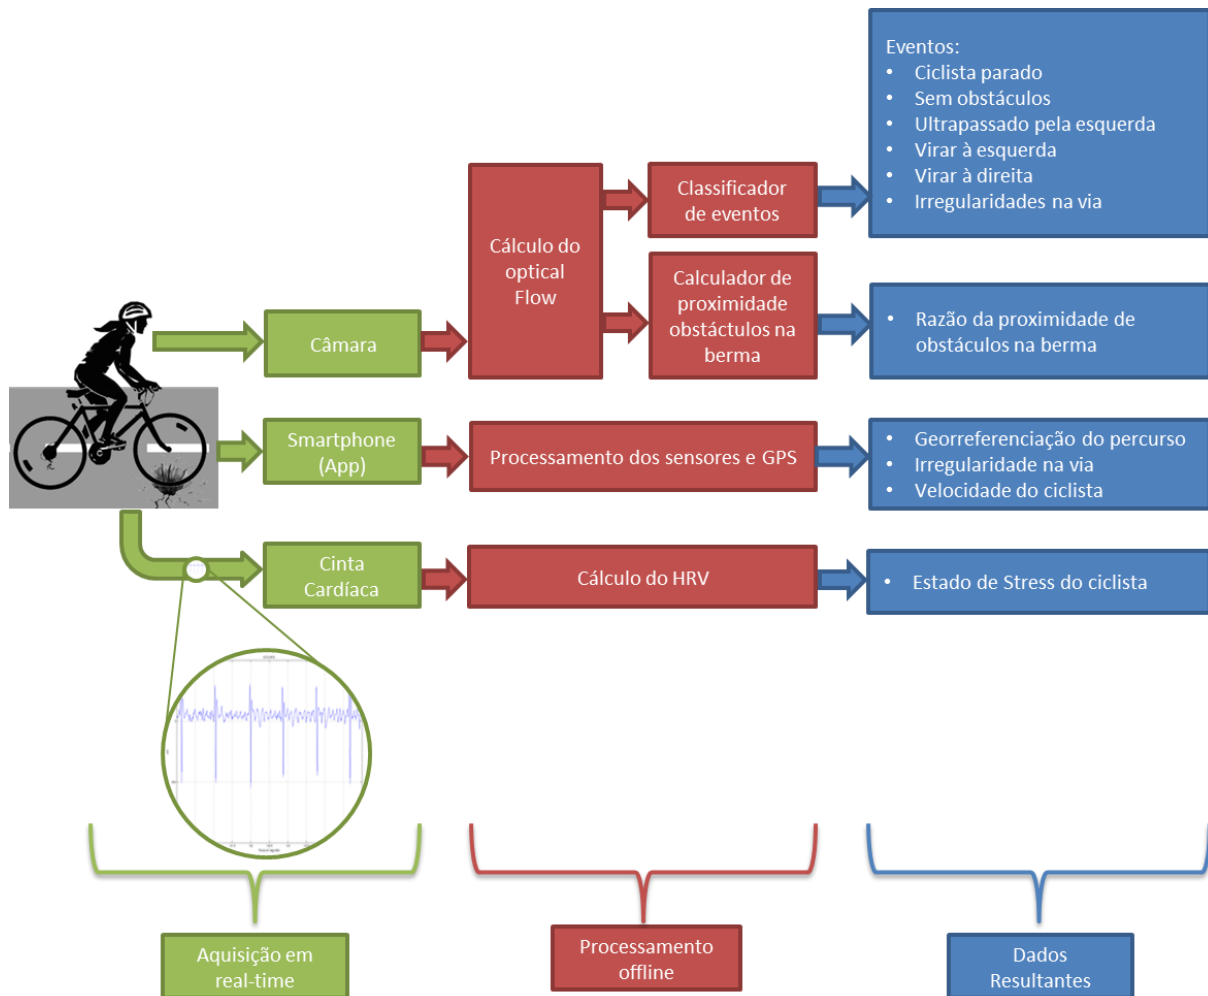 Eventos:
• Ciclista parado
• Sem obstáculos
• Ultrapassado pela esquerda
• Virar à esquerda
• Virar à direita
• Irregularidades na via
Classificador
de eventos
Cálculo do
optical
Flow
Calculador de
proximidade
obstáctulos na
berma
• Razão da proximidade de
obstáculos na berma
Câmara
Smartphone
(App)
Processamento dos sensores e GPS
• Georreferenciação do percurso
• Irregularidade na via
• Velocidade do ciclista
Cinta
Cardíaca
Cálculo do HRV
• Estado de Stress do ciclista
Aquisição em
real-time
Processamento
offline
Dados
Resultantes